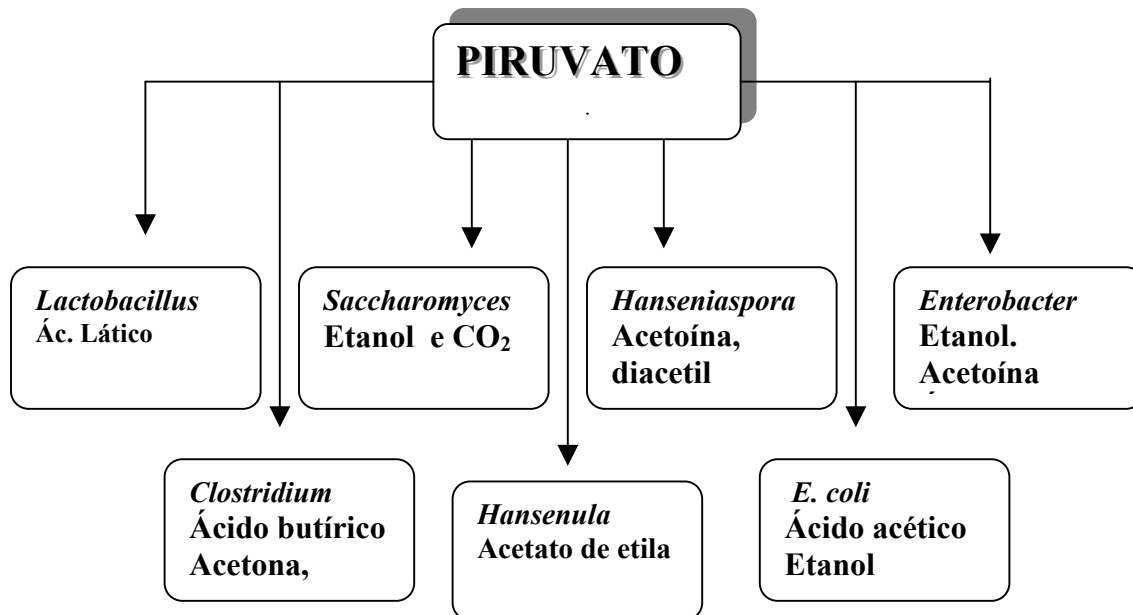 PIRUVATO
.
Lactobacillus
Ác. Lático
Saccharomyces
Etanol e CO₂
Hanseniaspora
Acetoína,
diacetil
Enterobacter
Etanol.
Acetoína
Clostridium
Ácido butírico
Acetona,
Hansenula
Acetato de etila
E. coli
Ácido acético
Etanol